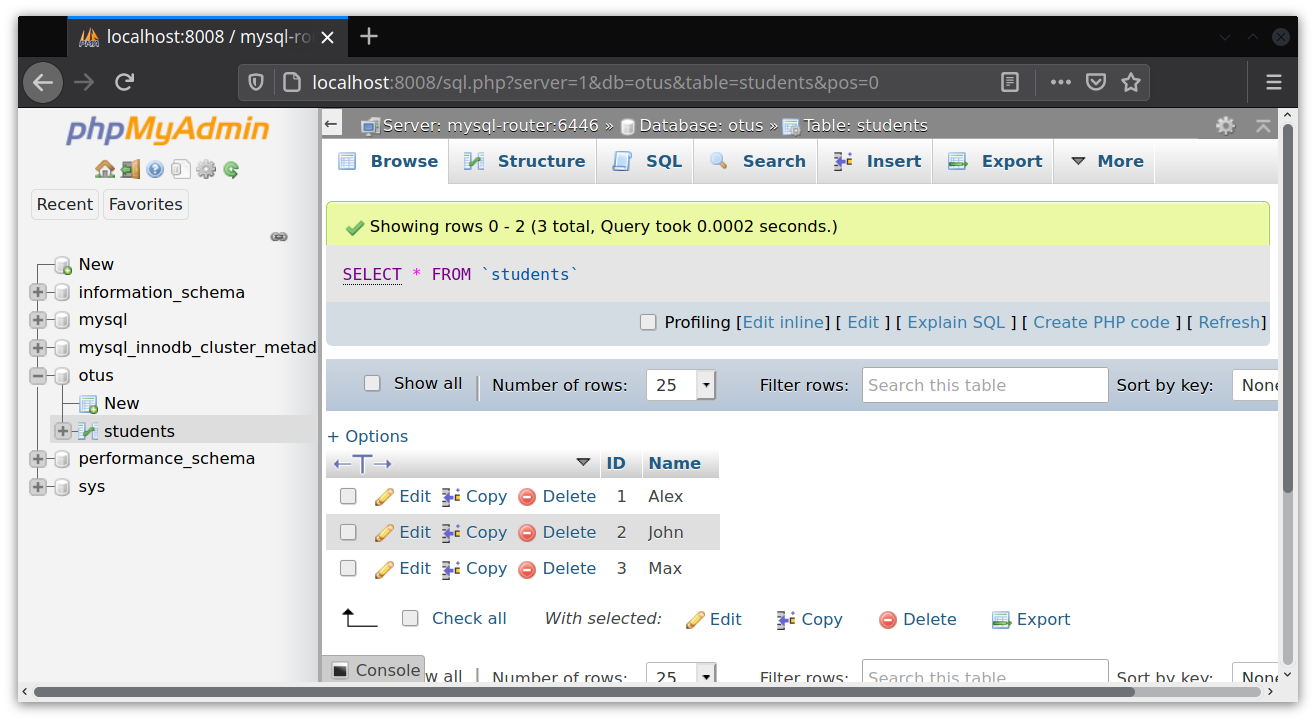 localhost:8008 / mysql-ro
localhost:8008/sql.php?server=1&db=otus&table=students&pos=0
phpMyAdmin
Recent Favorites
New
information_schema
mysql
mysql_innodb_cluster_metad
otus
New
students
performance_schema
sys
Server: mysql-router:6446 » Database: otus » Table: students
Browse Structure SQL Search Insert Export More
Showing rows 0 - 2 (3 total, Query took 0.0002 seconds.)
SELECT * FROM `students`
Profiling [Edit inline] [ Edit ] [ Explain SQL ] [ Create PHP code ] [ Refresh]
Show all | Number of rows: 25 Filter rows: Search this table Sort by key: None
+ Options
←T→ ID Name
Edit Copy Delete 1 Alex
Edit Copy Delete 2 John
Edit Copy Delete 3 Max
Check all With selected: Edit Copy Delete Export
Console
w all | Number of rows: 25 Filter rows: Search this table Sort by key: None